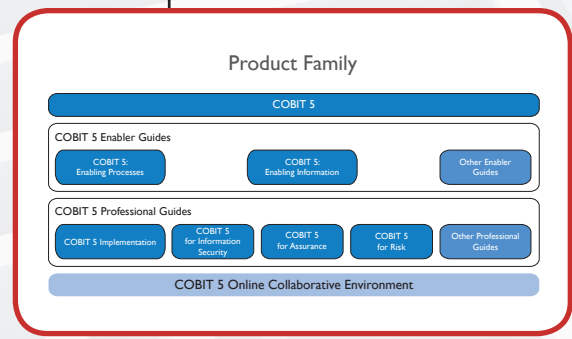 Product Family
COBIT 5
COBIT 5 Enabler Guides
COBIT 5:
Enabling Processes
COBIT 5:
Enabling Information
Other Enabler
Guides
COBIT 5 Professional Guides
COBIT 5 Implementation
COBIT 5
for Information
Security
COBIT 5
for Assurance
COBIT 5
for Risk
Other Professional
Guides
COBIT 5 Online Collaborative Environment